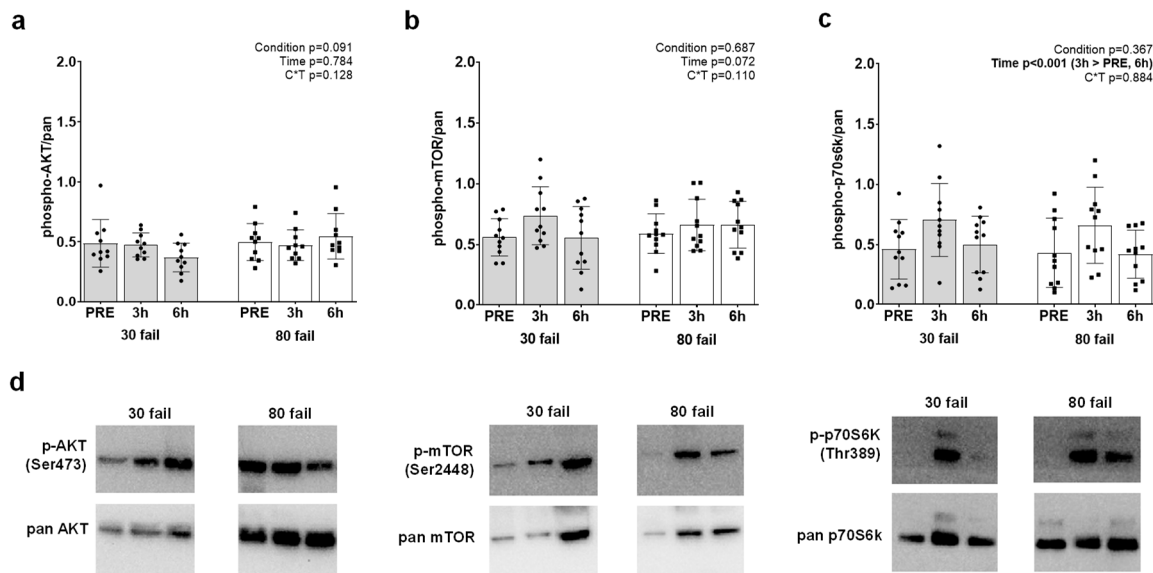 a
Condition p=0.091
Time p=0.784
C*T p=0.128
phospho-AKT/pan
2.0
1.5
1.0
0.5
0.0
PRE 3h 6h PRE 3h 6h
30 fail 80 fail
b
Condition p=0.687
Time p=0.072
C*T p=0.110
phospho-mTOR/pan
2.0
1.5
1.0
0.5
0.0
PRE 3h 6h PRE 3h 6h
30 fail 80 fail
c
Condition p=0.367
Time p<0.001 (3h > PRE, 6h)
C*T p=0.884
phospho-p70s6k/pan
2.0
1.5
1.0
0.5
0.0
PRE 3h 6h PRE 3h 6h
30 fail 80 fail
d
30 fail 80 fail
p-AKT
(Ser473)
pan AKT
30 fail 80 fail
p-mTOR
(Ser2448)
pan mTOR
30 fail 80 fail
p-p70S6K
(Thr389)
pan p70S6k